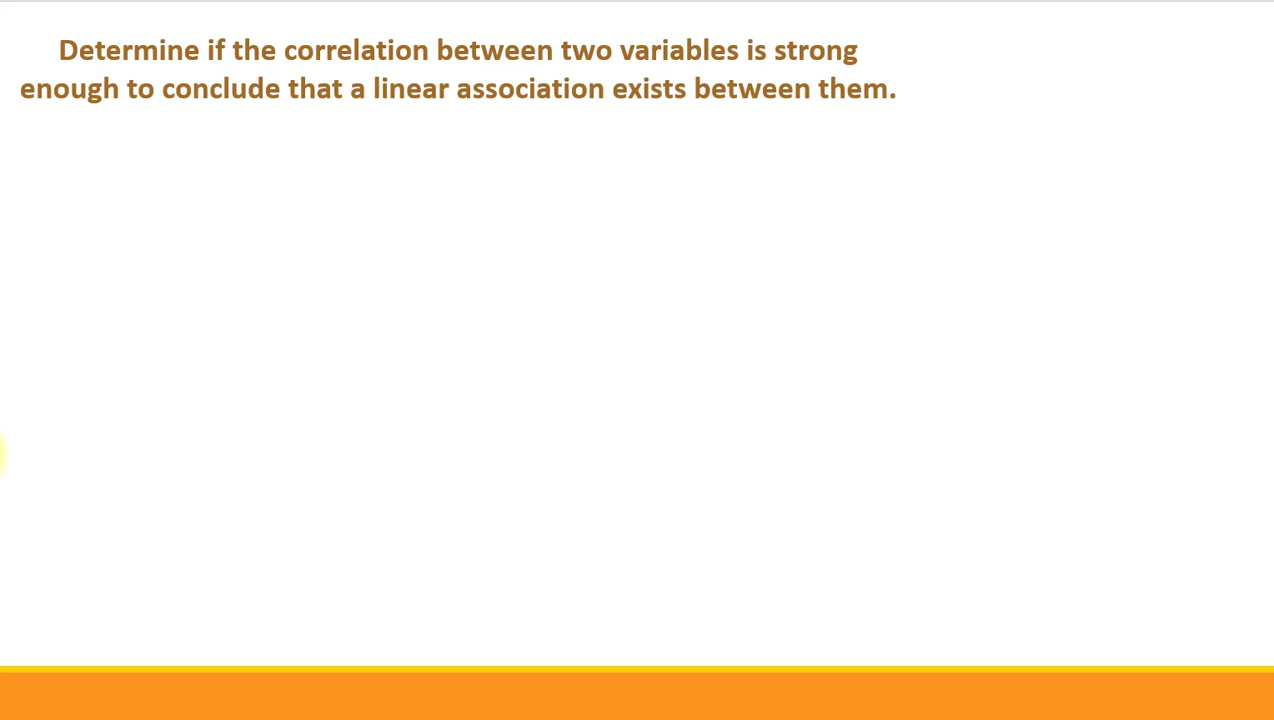 Determine if the correlation between two variables is strong
enough to conclude that a linear association exists between them.